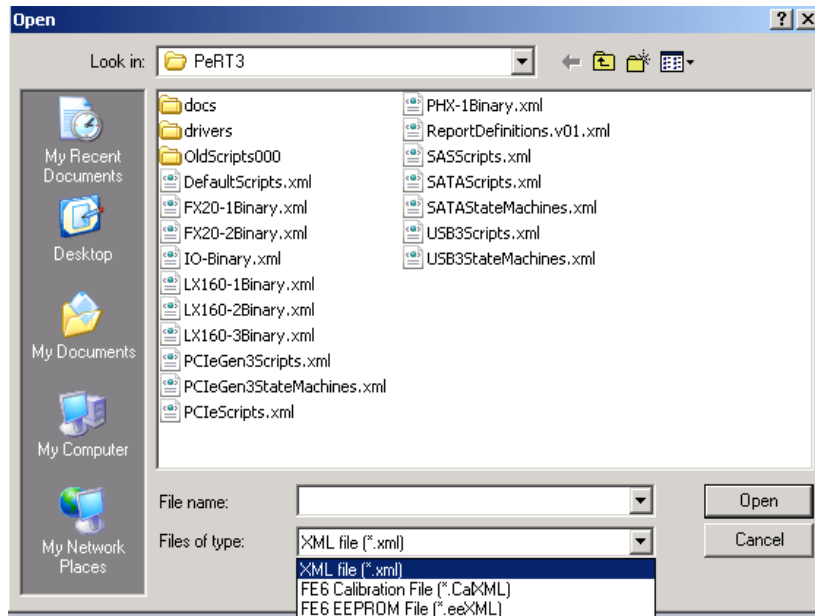 Open
Look in:
PeRT3
My Recent
Documents
Desktop
My Documents
My Computer
My Network
Places
docs
drivers
OldScripts000
DefaultScripts.xml
FX20-1Binary.xml
FX20-2Binary.xml
IO-Binary.xml
LX160-1Binary.xml
LX160-2Binary.xml
LX160-3Binary.xml
PCIeGen3Scripts.xml
PCIeGen3StateMachines.xml
PCIeScripts.xml
PHX-1Binary.xml
ReportDefinitions.v01.xml
SASScripts.xml
SATAScripts.xml
SATAStateMachines.xml
USB3Scripts.xml
USB3StateMachines.xml
File name:
Open
Files of type:
XML file (*.xml)
Cancel
XML file (*.xml)
FE6 Calibration File (*.CalXML)
FE6 EEPROM File (*.eeXML)